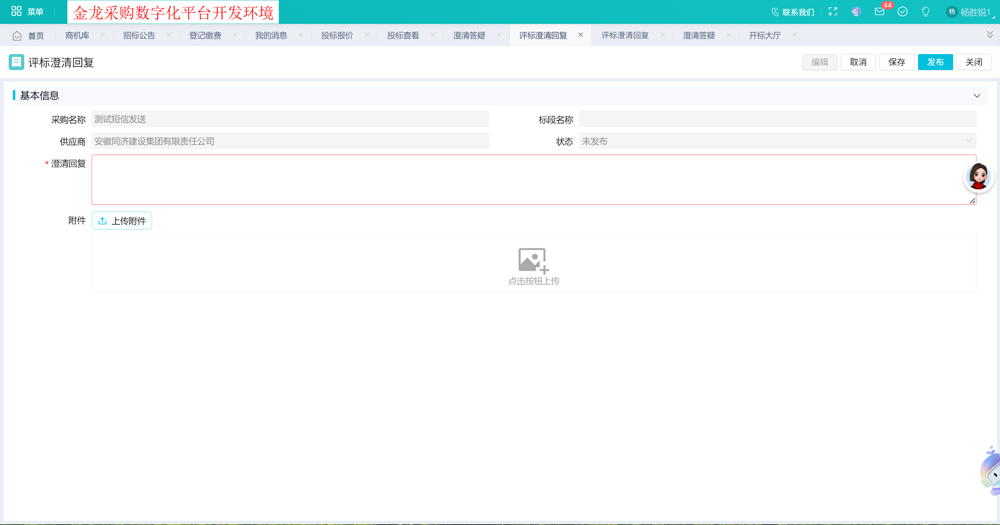 菜单
金龙采购数字化平台开发环境
联系我们
44
杨
杨胜锐1
首页 商机库 招标公告 登记缴费 我的消息 投标报价 投标查看 澄清答疑 评标澄清回复 评标澄清回复 澄清答疑 开标大厅
评标澄清回复
编辑 取消 保存 发布 关闭
基本信息
采购名称 测试短信发送 标段名称
供应商 安徽同济建设集团有限责任公司 状态 未发布
* 澄清回复
附件 上传附件
点击按钮上传